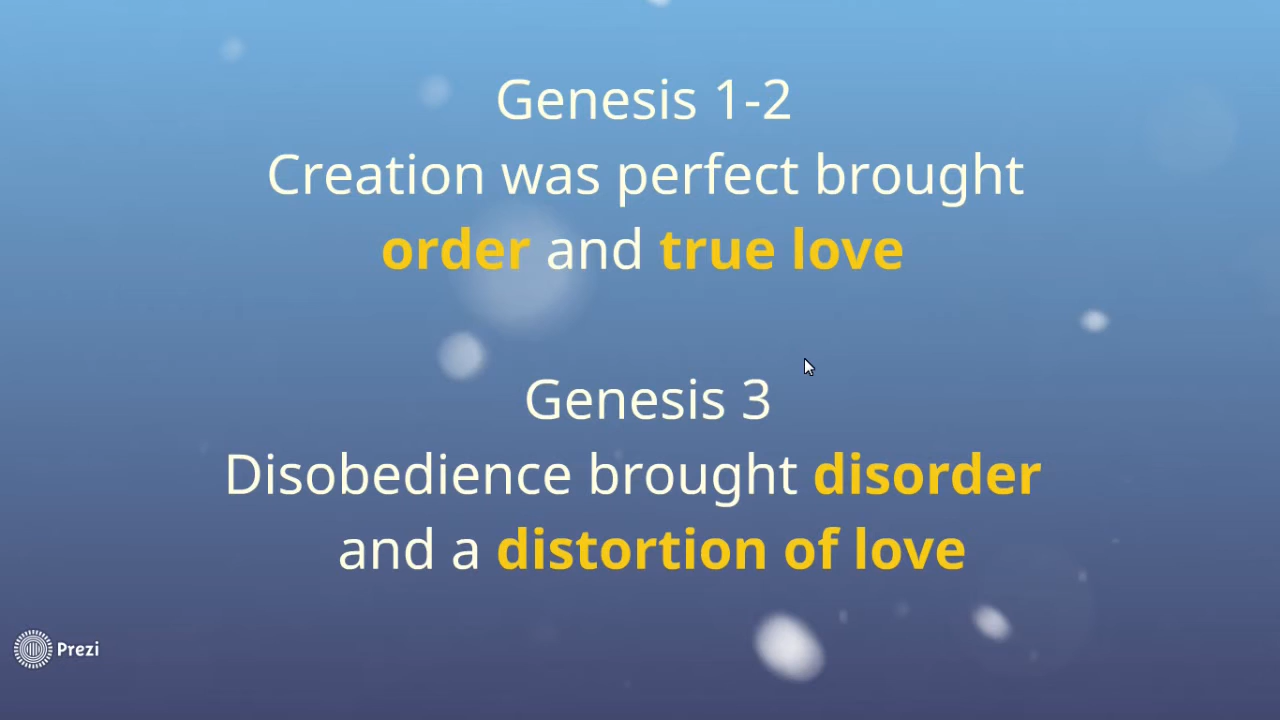 Genesis 1-2
Creation was perfect brought
order and true love
Genesis 3
Disobedience brought disorder
and a distortion of love
Prezi